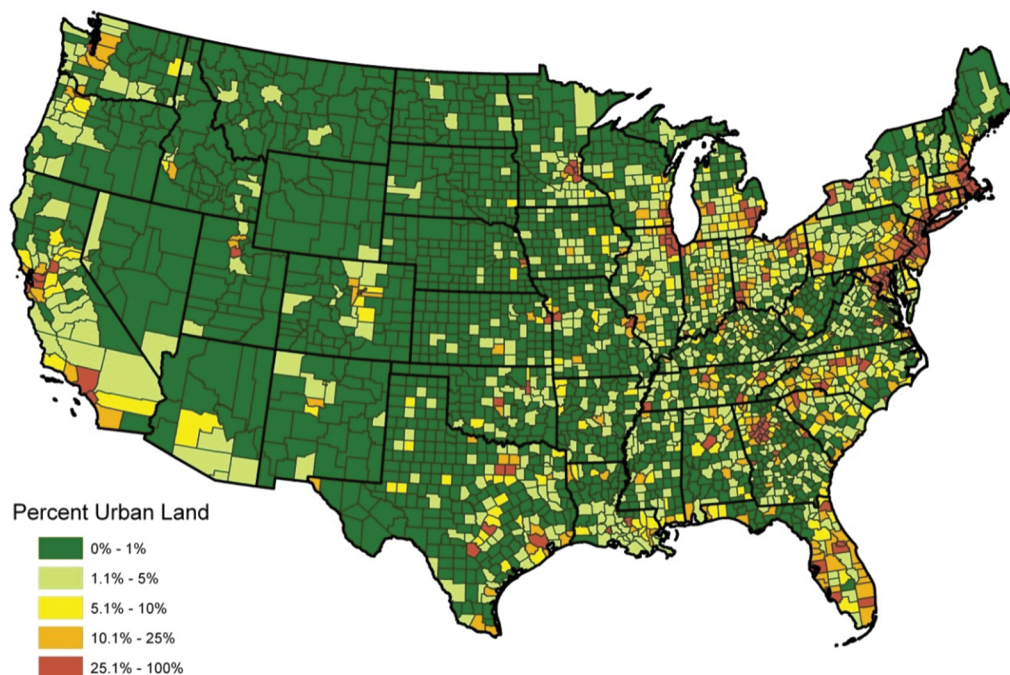 Percent Urban Land
0% - 1%
1.1% - 5%
5.1% - 10%
10.1% - 25%
25.1% - 100%